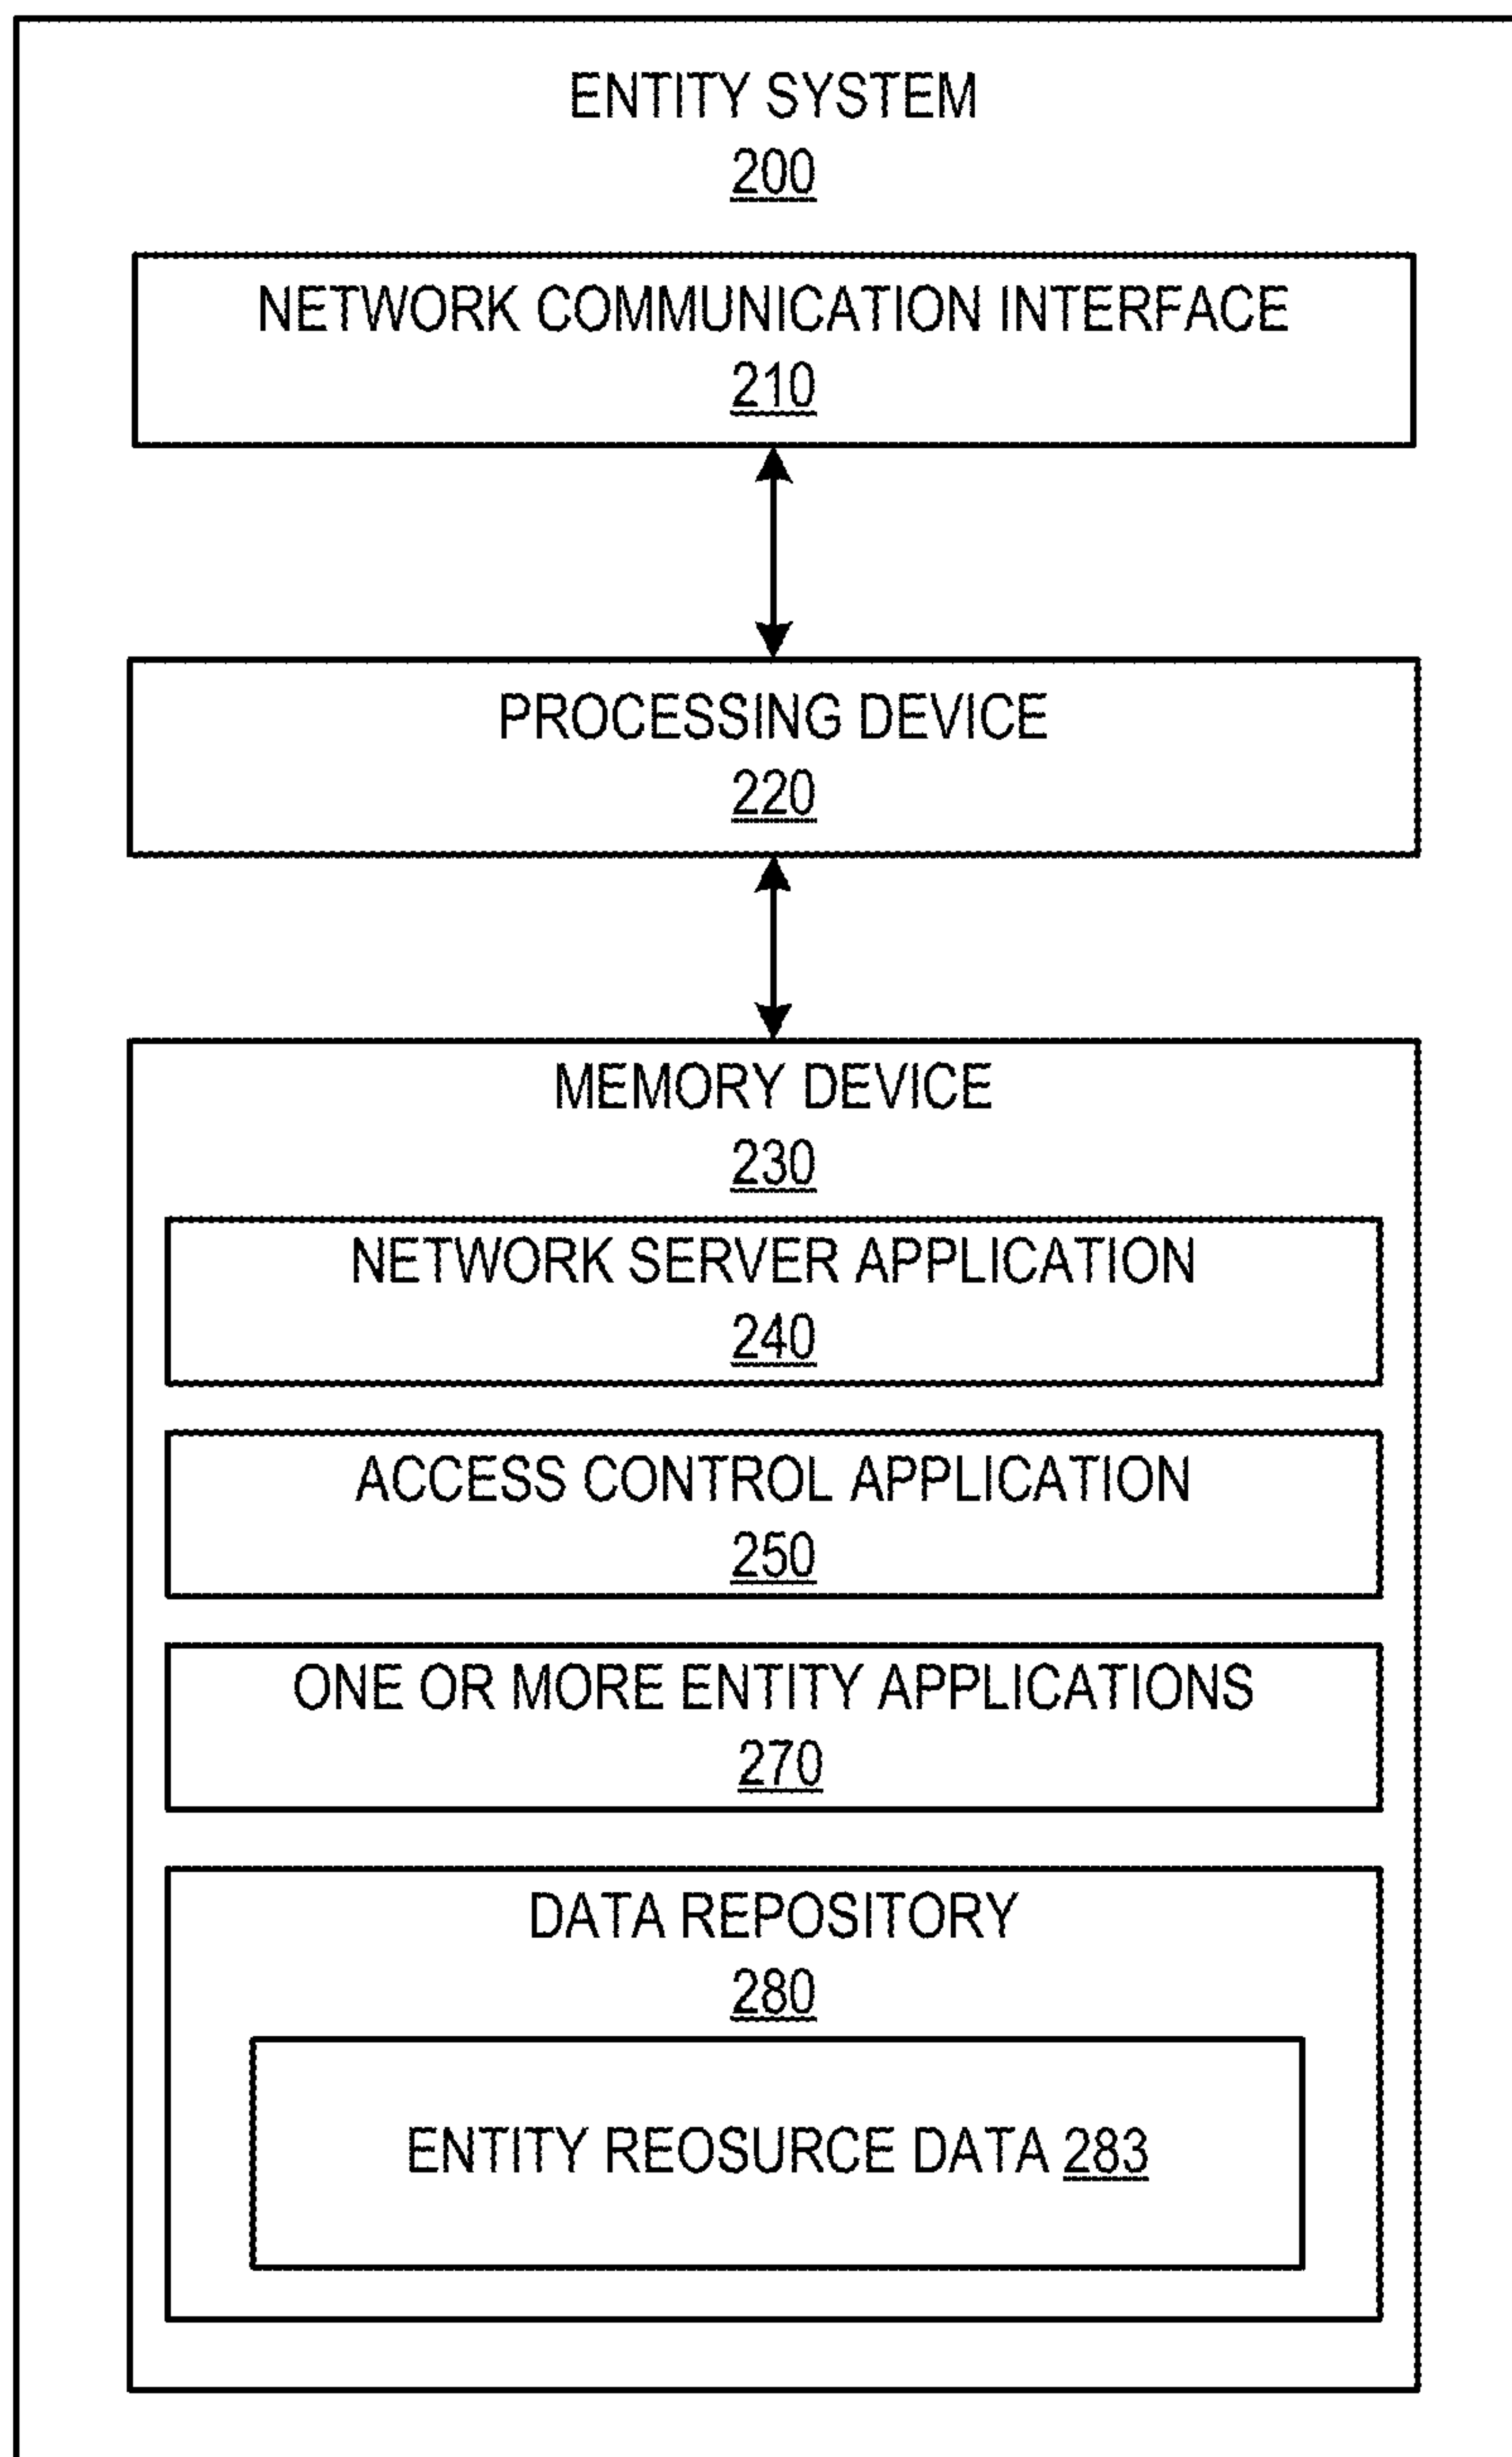 ENTITY SYSTEM
200
NETWORK COMMUNICATION INTERFACE
210
PROCESSING DEVICE
220
MEMORY DEVICE
230
NETWORK SERVER APPLICATION
240
ACCESS CONTROL APPLICATION
250
ONE OR MORE ENTITY APPLICATIONS
270
DATA REPOSITORY
280
ENTITY REOSURCE DATA 283